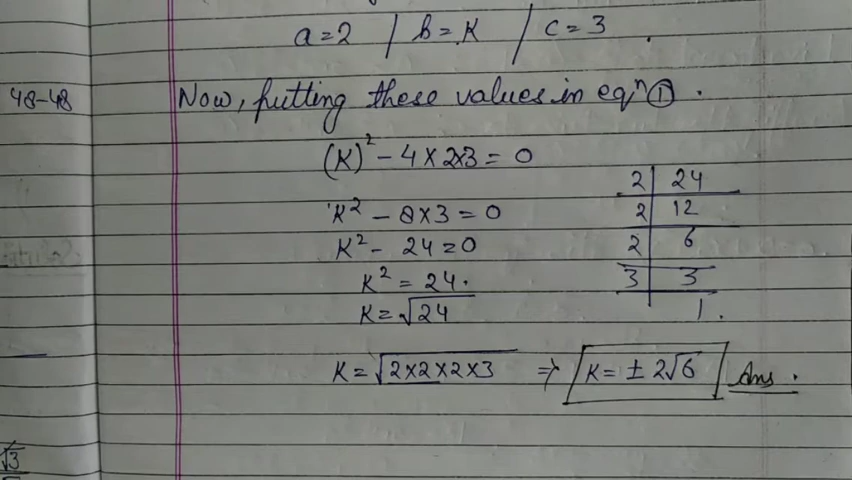 a=2 / b=K / c=3 .
48-48
Now, putting these values in eqⁿ ① .
(K)² - 4×2×3 = 0
K² - 8×3 = 0
K² - 24 = 0
K² = 24.
K = √24
K = √2×2×2×3 ⇒ K = ± 2√6 Ans.
2 | 24
2 | 12
2 | 6
3 | 3
1.
√3